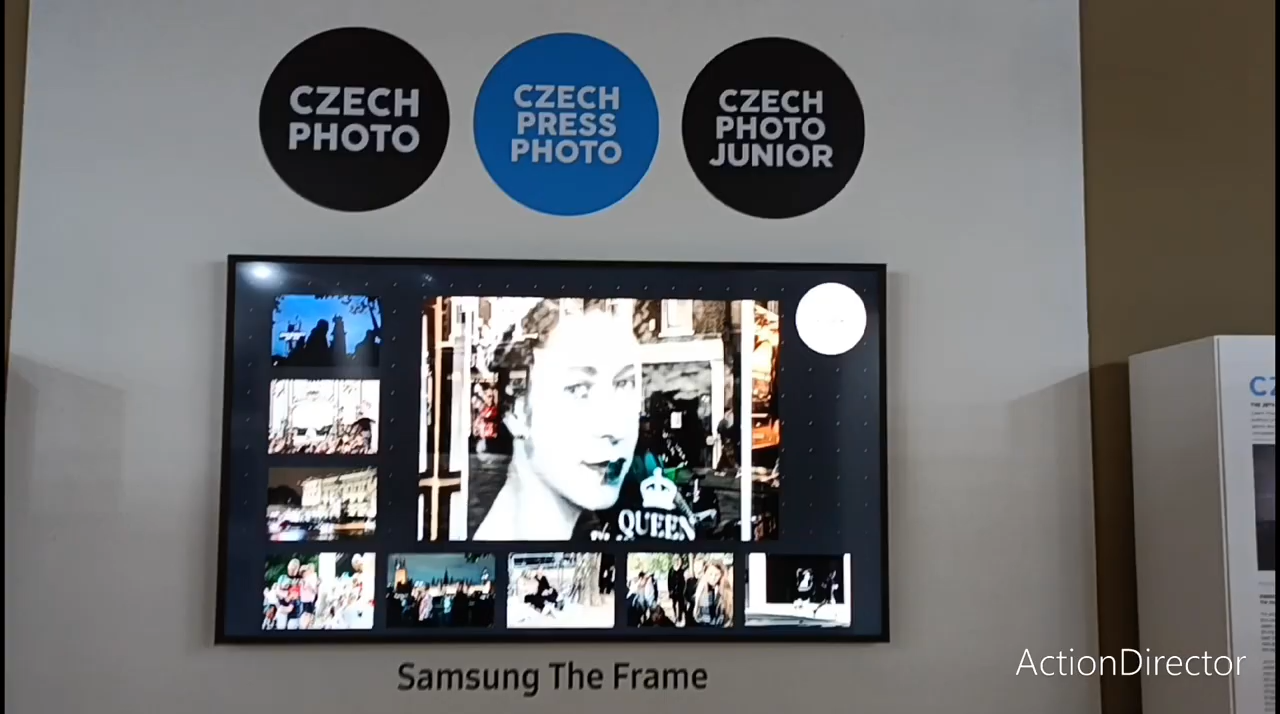 CZECH
PHOTO
CZECH
PRESS
PHOTO
CZECH
PHOTO
JUNIOR
QUEEN
Samsung The Frame
ActionDirector